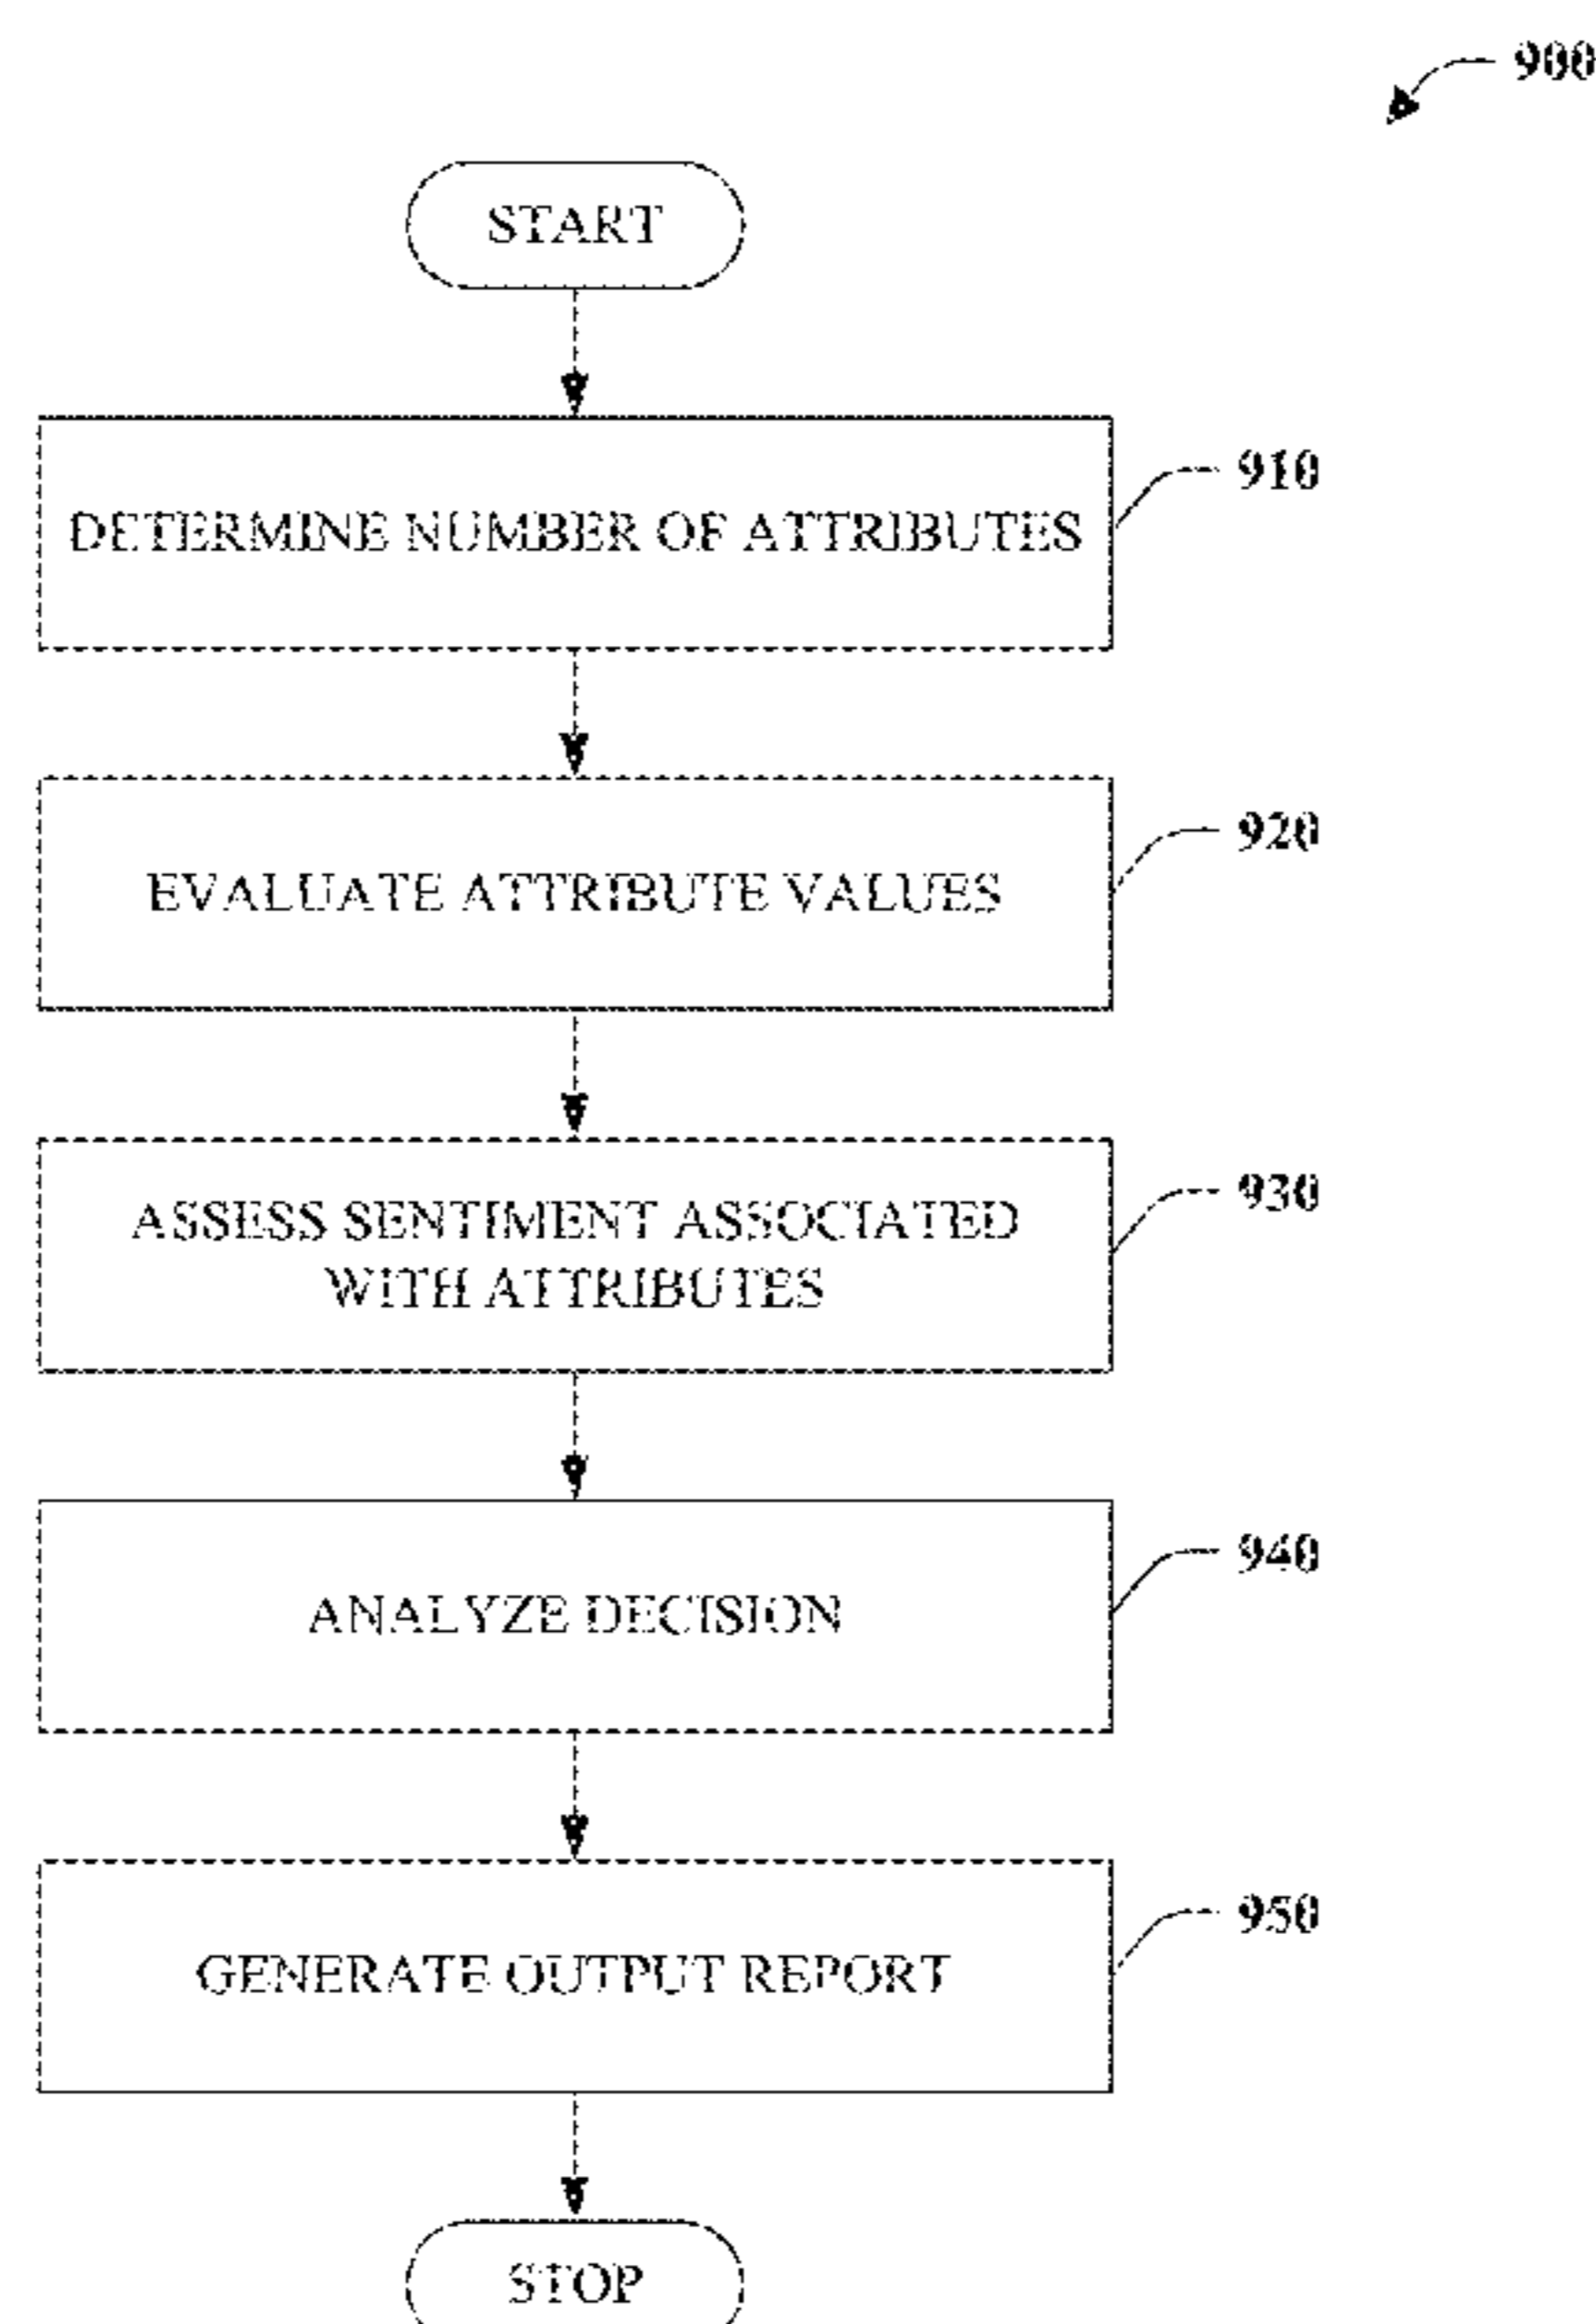 900
START
910
DETERMINE NUMBER OF ATTRIBUTES
920
EVALUATE ATTRIBUTE VALUES
930
ASSESS SENTIMENT ASSOCIATED
WITH ATTRIBUTES
940
ANALYZE DECISION
950
GENERATE OUTPUT REPORT
STOP